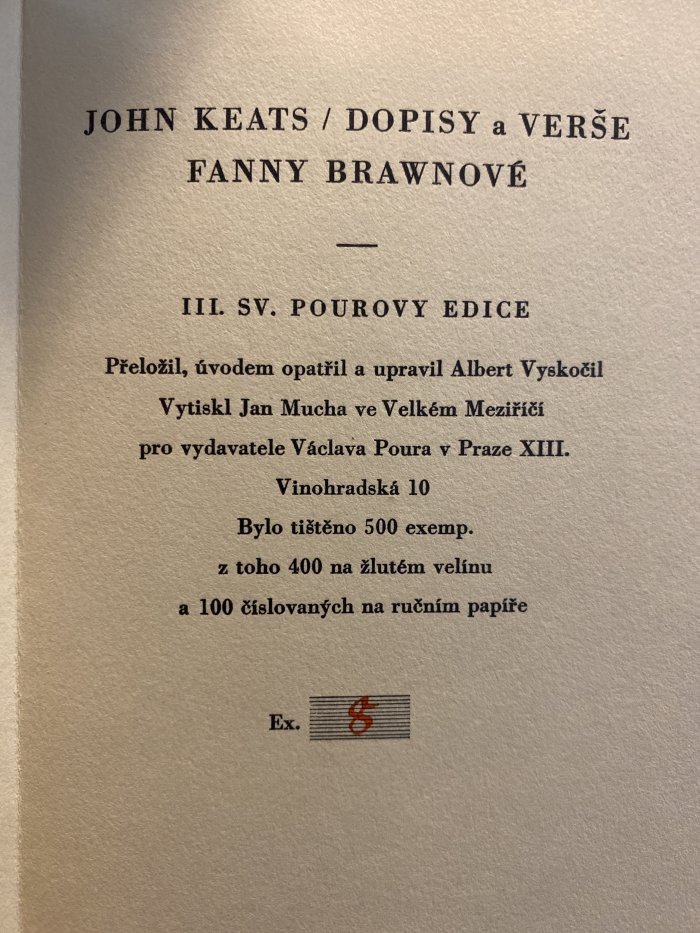 JOHN KEATS / DOPISY a VERŠE
FANNY BRAWNOVÉ
III. SV. POUROVY EDICE
Přeložil, úvodem opatřil a upravil Albert Vyskočil
Vytiskl Jan Mucha ve Velkém Meziříčí
pro vydavatele Václava Poura v Praze XIII.
Vinohradská 10
Bylo tištěno 500 exemp.
z toho 400 na žlutém velínu
a 100 číslovaných na ručním papíře
Ex. 8